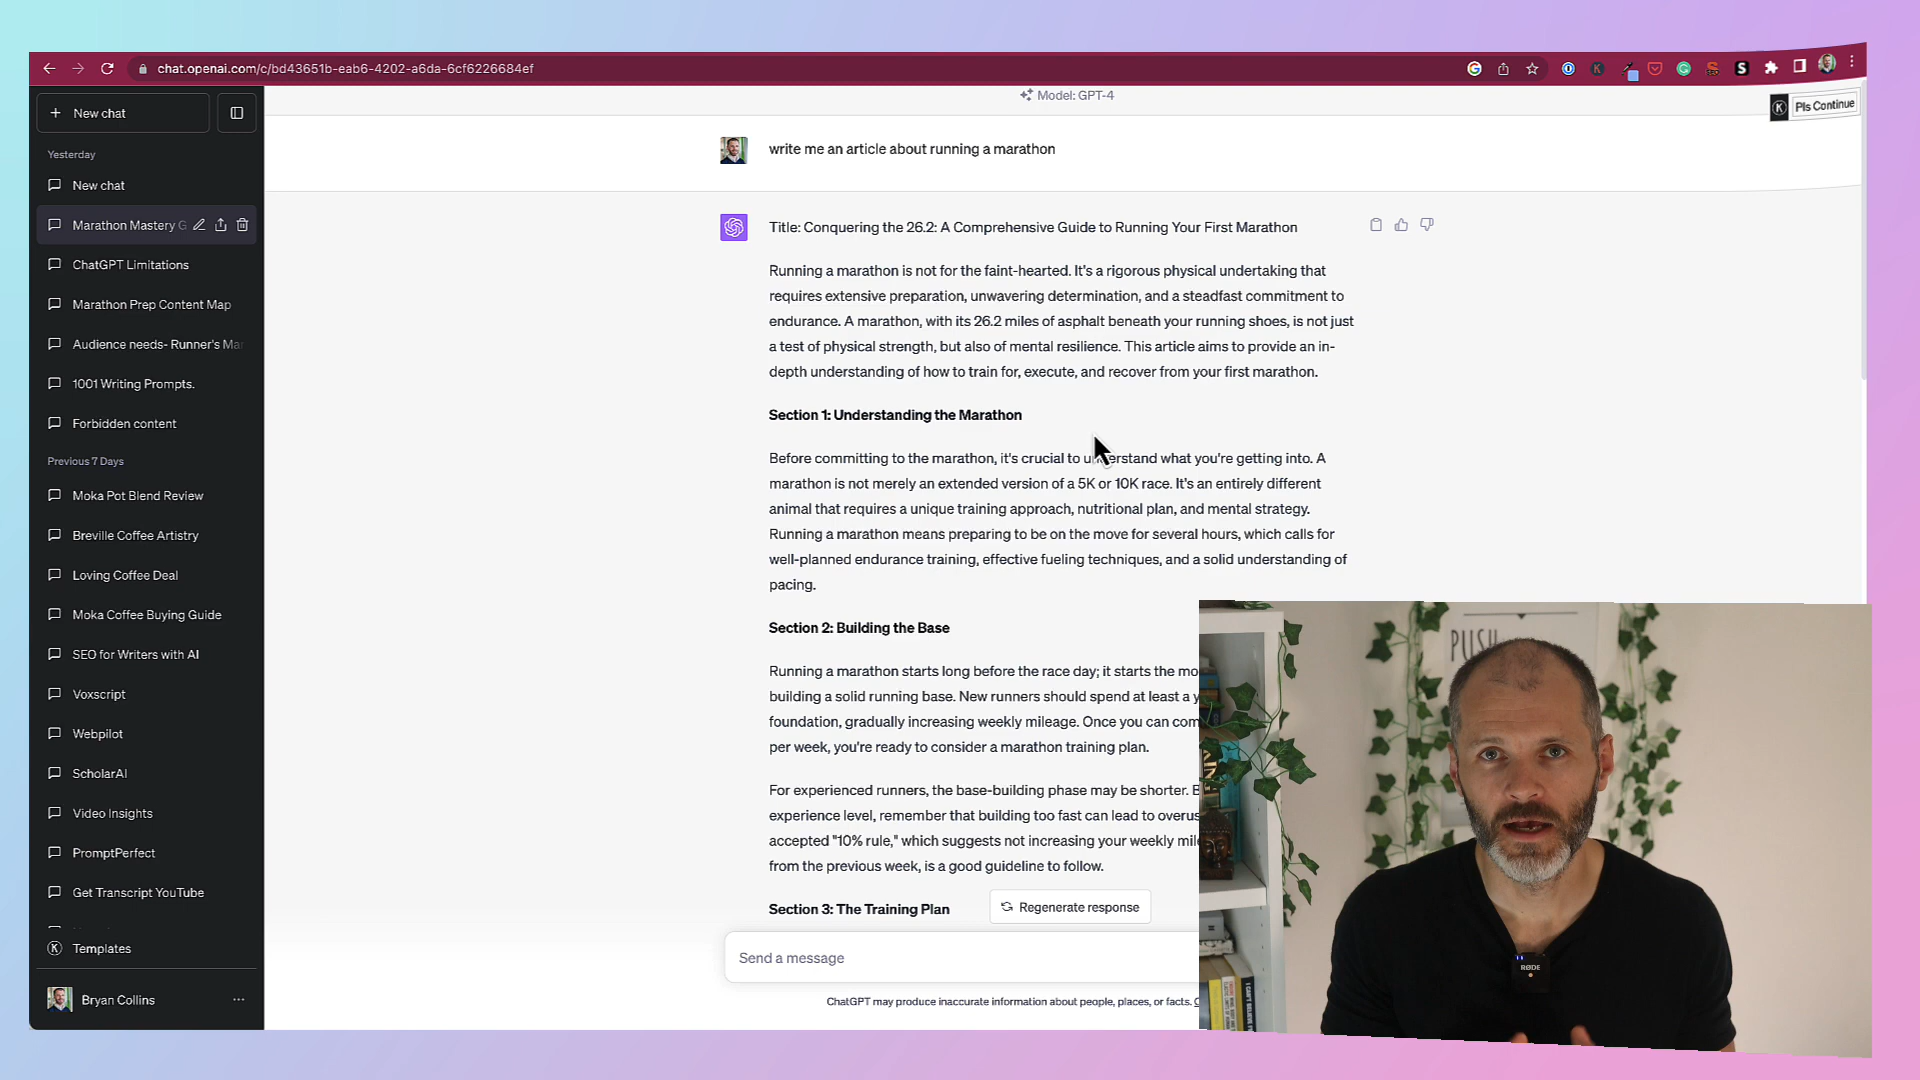 chat.openai.com/c/bd43651b-eab6-4202-a6da-6cf6226684ef
New chat
Yesterday
New chat
Marathon Mastery G
ChatGPT Limitations
Marathon Prep Content Map
Audience needs- Runner's Mar
1001 Writing Prompts.
Forbidden content
Previous 7 Days
Moka Pot Blend Review
Breville Coffee Artistry
Loving Coffee Deal
Moka Coffee Buying Guide
SEO for Writers with AI
Voxscript
Webpilot
ScholarAI
Video Insights
PromptPerfect
Get Transcript YouTube
Templates
Bryan Collins
Model: GPT-4
Pls Continue
write me an article about running a marathon
Title: Conquering the 26.2: A Comprehensive Guide to Running Your First Marathon
Running a marathon is not for the faint-hearted. It's a rigorous physical undertaking that
requires extensive preparation, unwavering determination, and a steadfast commitment to
endurance. A marathon, with its 26.2 miles of asphalt beneath your running shoes, is not just
a test of physical strength, but also of mental resilience. This article aims to provide an in-
depth understanding of how to train for, execute, and recover from your first marathon.
Section 1: Understanding the Marathon
Before committing to the marathon, it's crucial to understand what you're getting into. A
marathon is not merely an extended version of a 5K or 10K race. It's an entirely different
animal that requires a unique training approach, nutritional plan, and mental strategy.
Running a marathon means preparing to be on the move for several hours, which calls for
well-planned endurance training, effective fueling techniques, and a solid understanding of
pacing.
Section 2: Building the Base
Running a marathon starts long before the race day; it starts the mo
building a solid running base. New runners should spend at least a y
foundation, gradually increasing weekly mileage. Once you can com
per week, you're ready to consider a marathon training plan.
For experienced runners, the base-building phase may be shorter. B
experience level, remember that building too fast can lead to overus
accepted "10% rule," which suggests not increasing your weekly mile
from the previous week, is a good guideline to follow.
Section 3: The Training Plan
Regenerate response
Send a message
ChatGPT may produce inaccurate information about people, places, or facts. C
PUSH
RØDE